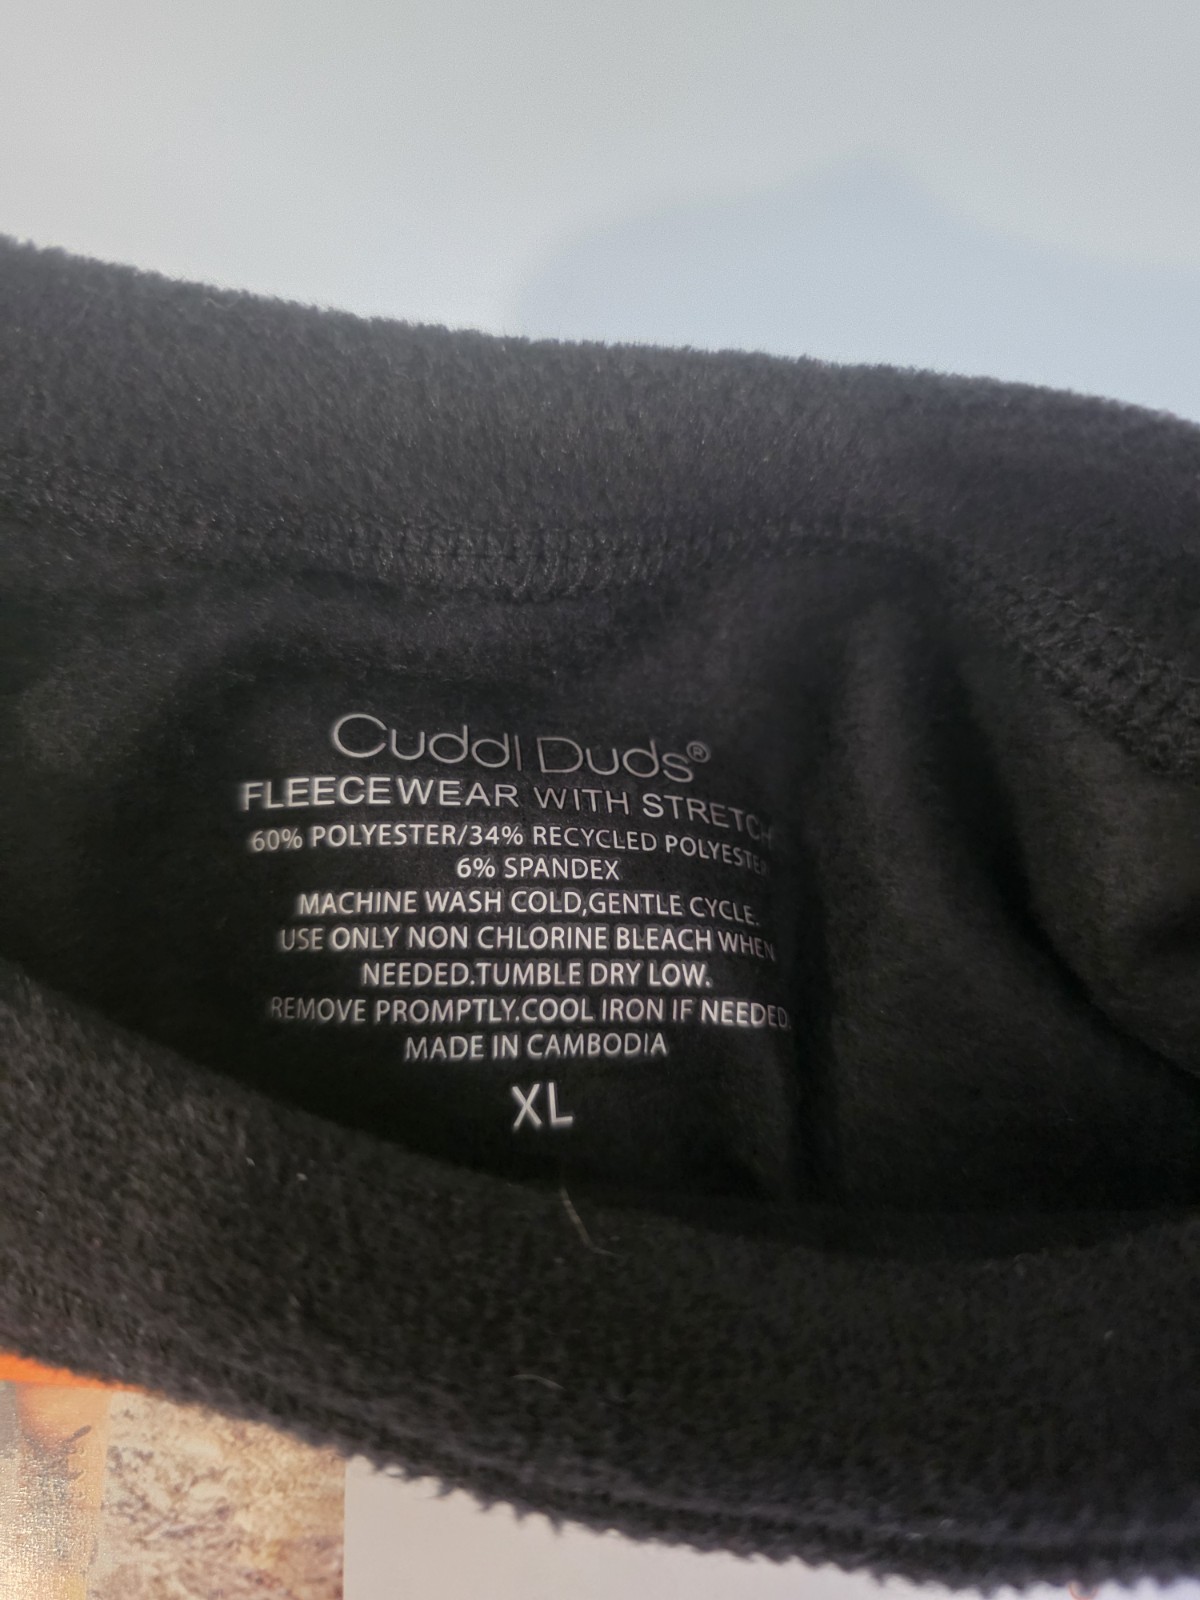 Cuddl Duds®
FLEECEWEAR WITH STRETCH
60% POLYESTER/34% RECYCLED POLYESTER
6% SPANDEX
MACHINE WASH COLD,GENTLE CYCLE.
USE ONLY NON CHLORINE BLEACH WHEN
NEEDED.TUMBLE DRY LOW.
REMOVE PROMPTLY.COOL IRON IF NEEDED.
MADE IN CAMBODIA
XL